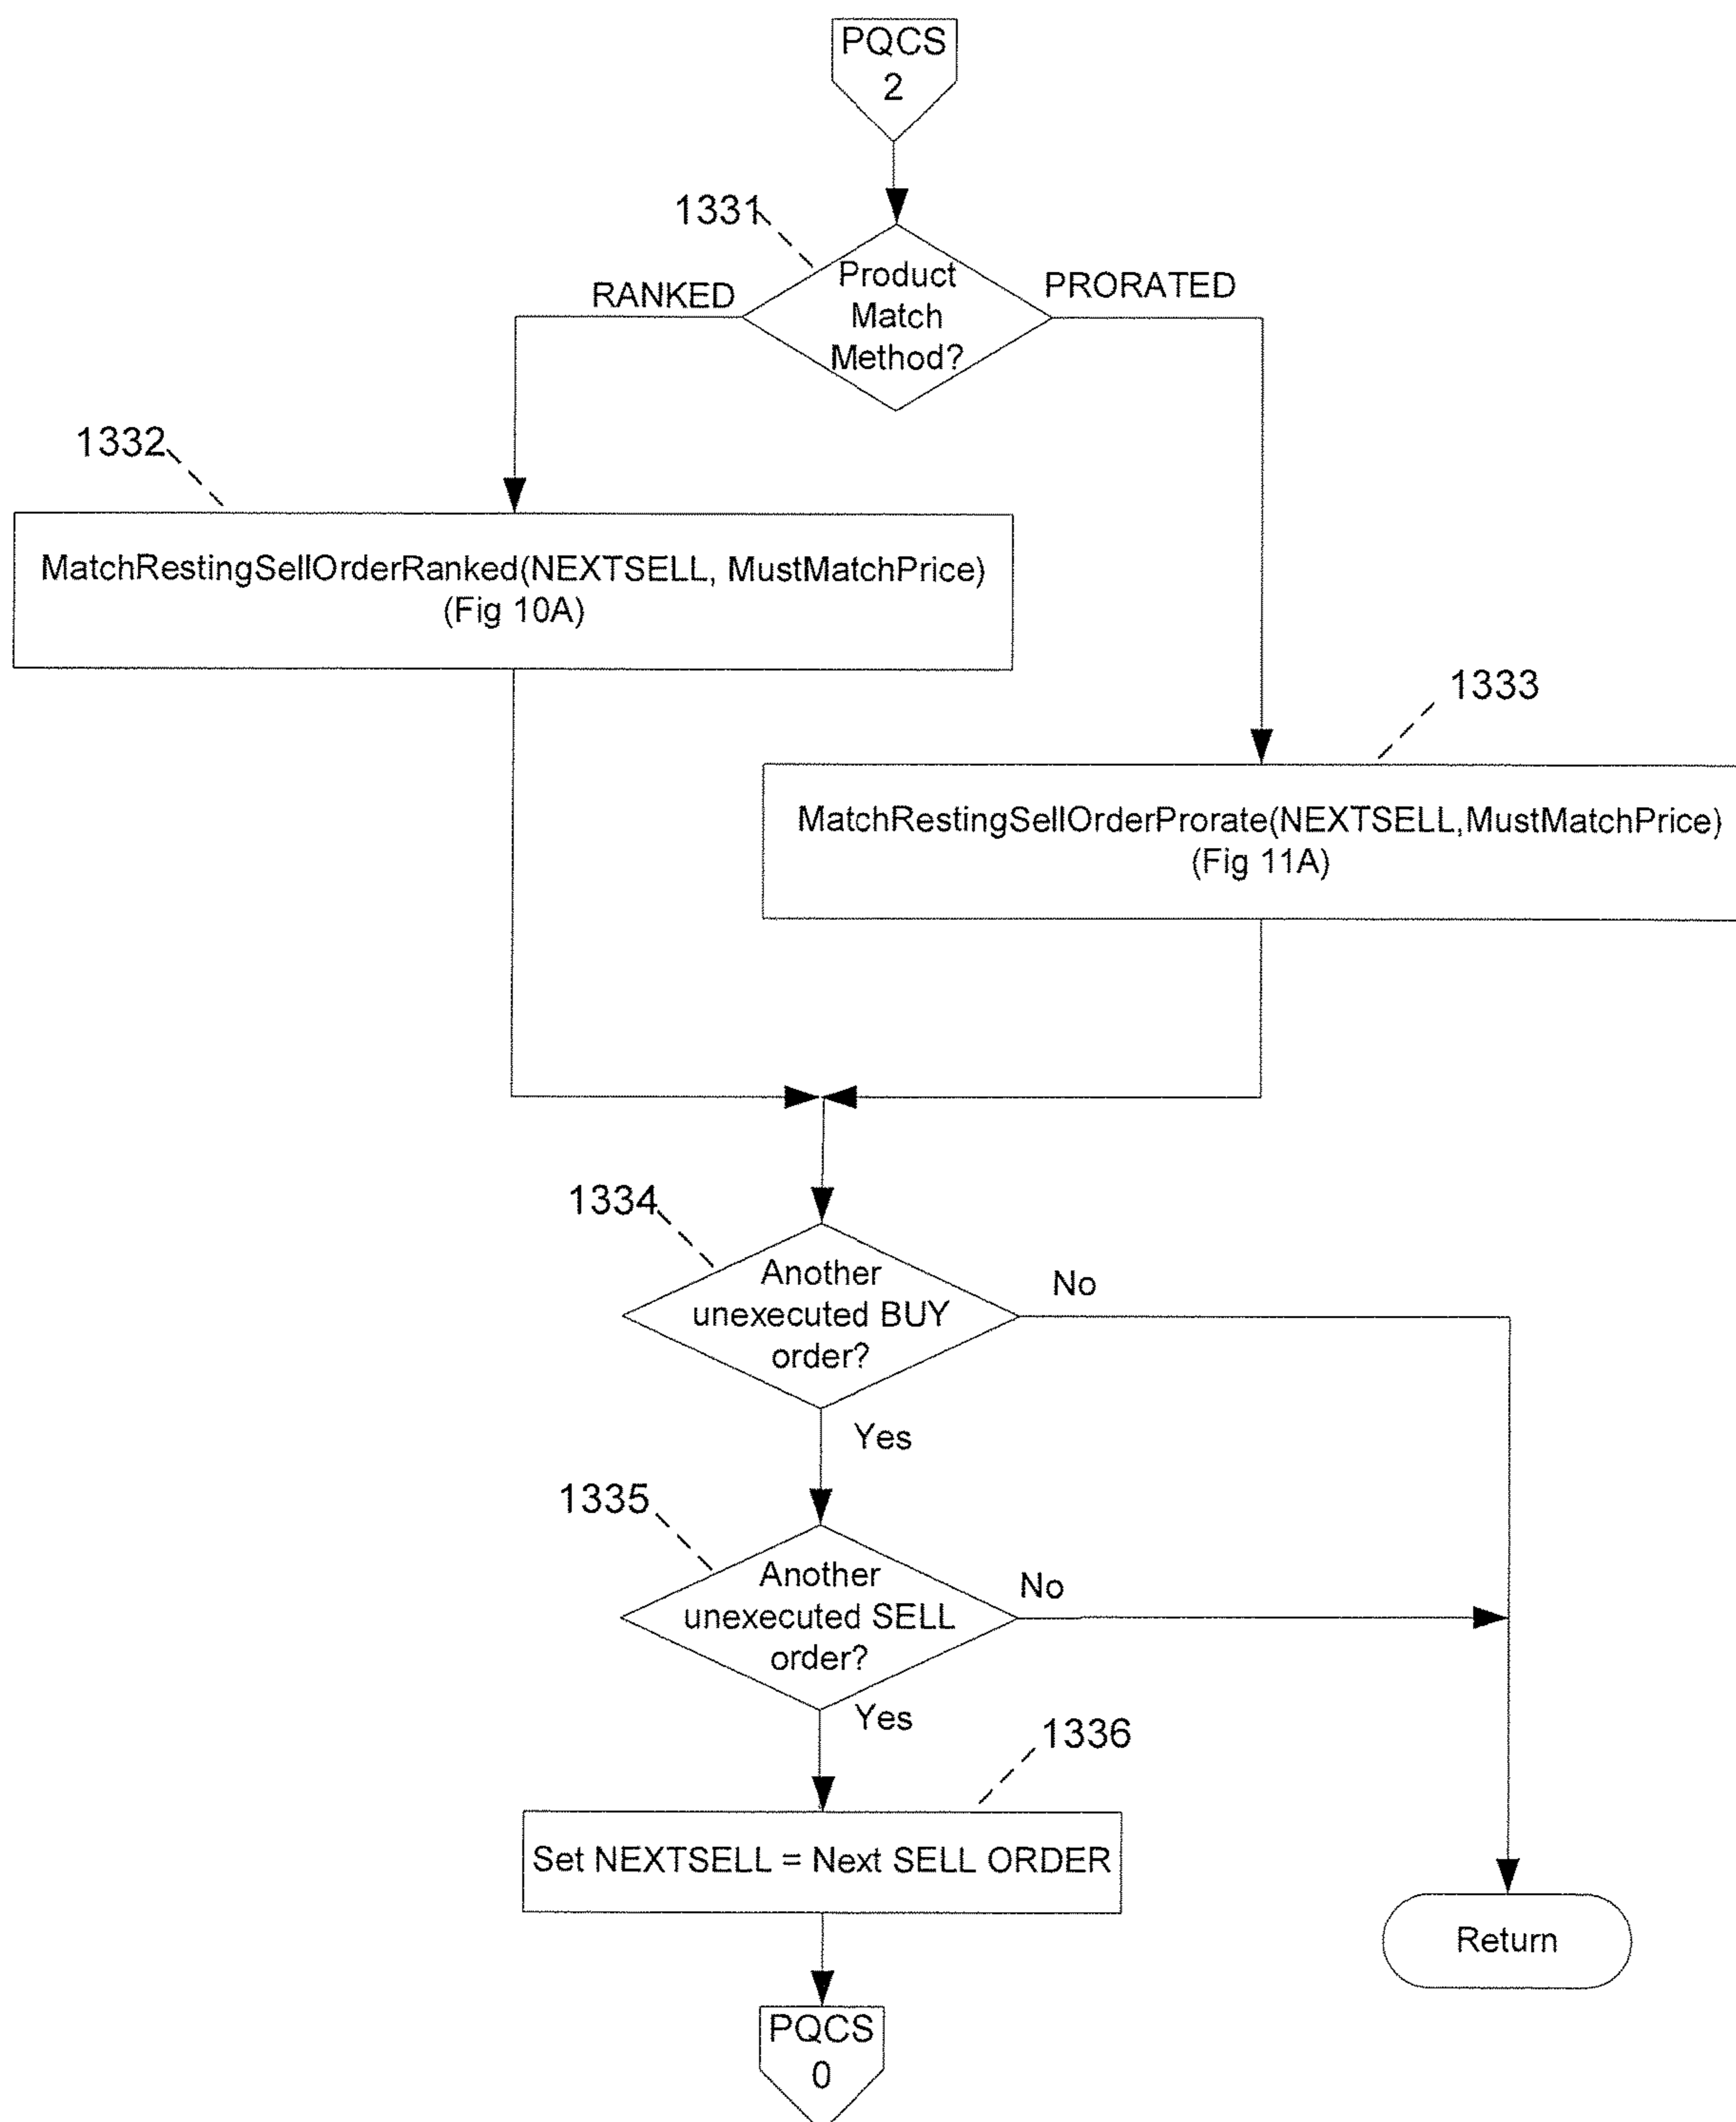 PQCS
2
1331
RANKED
PRORATED
Product
Match
Method?
1332
MatchRestingSellOrderRanked(NEXTSELL, MustMatchPrice)
(Fig 10A)
1333
MatchRestingSellOrderProrate(NEXTSELL,MustMatchPrice)
(Fig 11A)
1334
Another
unexecuted BUY
order?
No
Yes
1335
Another
unexecuted SELL
order?
No
Yes
1336
Set NEXTSELL = Next SELL ORDER
Return
PQCS
0